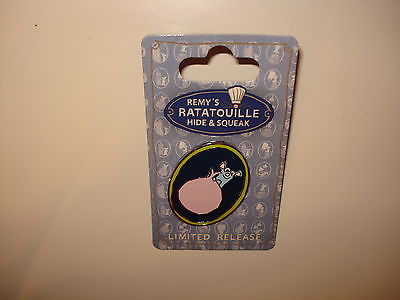 REMY'S
RATATOUILLE
HIDE & SQUEAK
LIMITED RELEASE